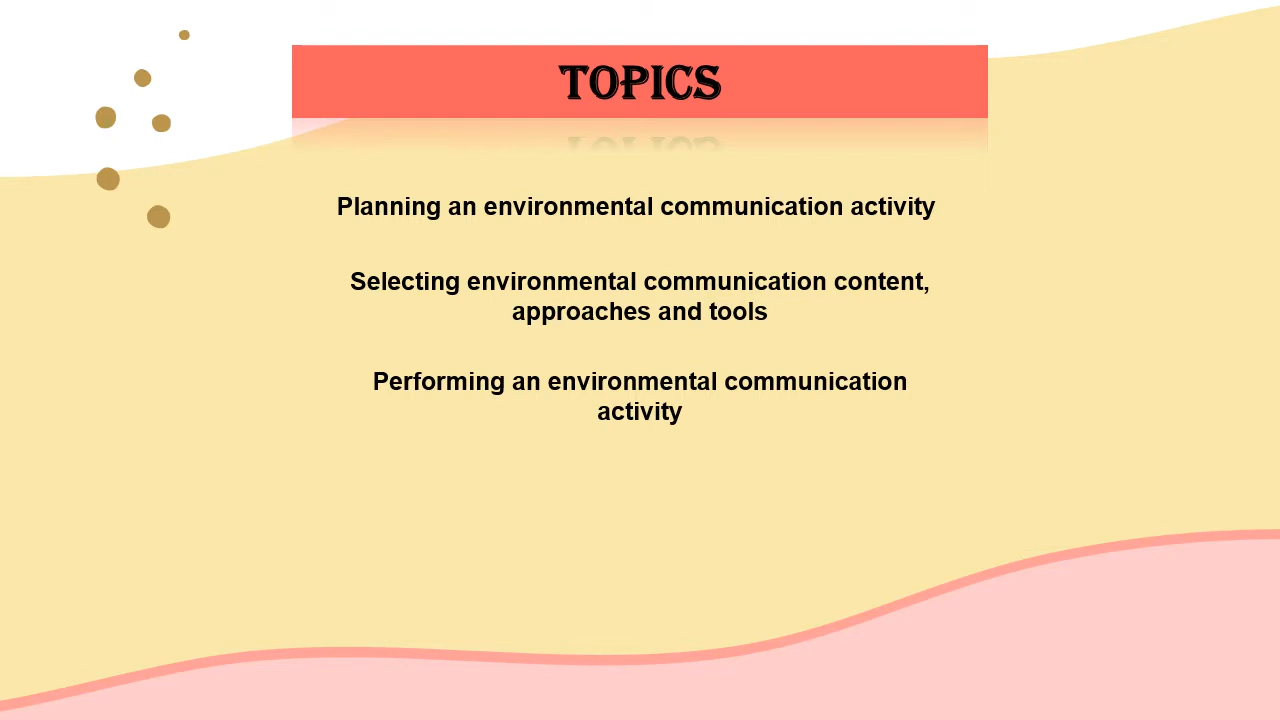 TOPICS
Planning an environmental communication activity
Selecting environmental communication content,
approaches and tools
Performing an environmental communication
activity